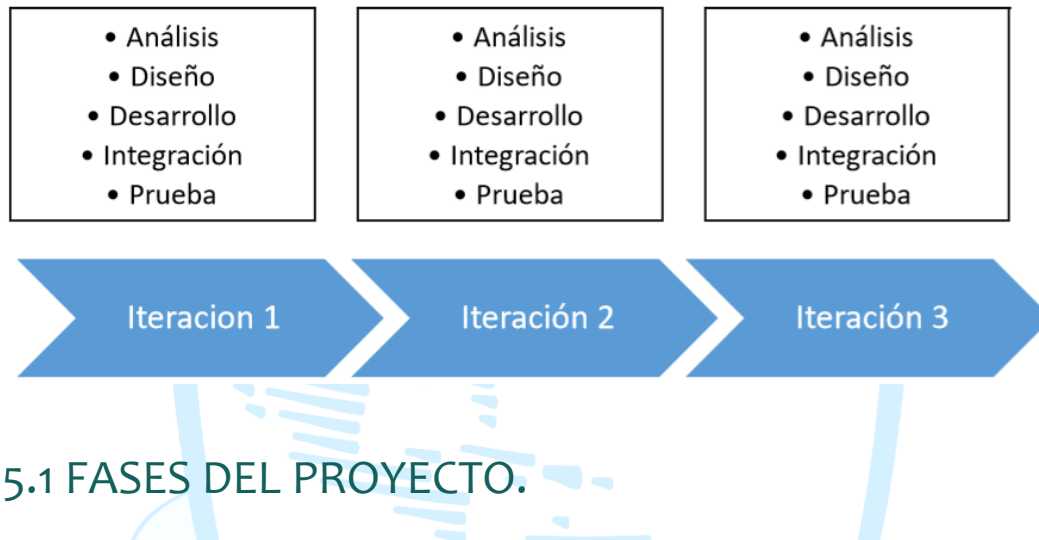 • Análisis
• Diseño
• Desarrollo
• Integración
• Prueba
• Análisis
• Diseño
• Desarrollo
• Integración
• Prueba
• Análisis
• Diseño
• Desarrollo
• Integración
• Prueba
Iteracion 1
Iteración 2
Iteración 3
5.1 FASES DEL PROYECTO.